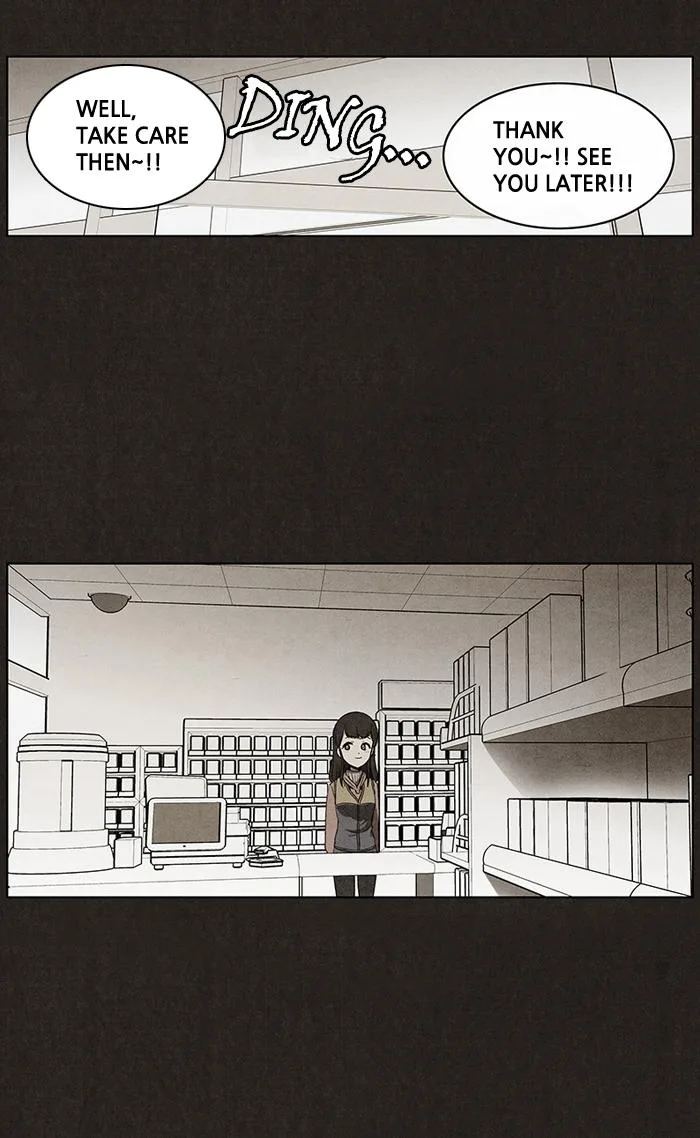 WELL,
TAKE CARE
THEN~!!
DING...
THANK
YOU~!! SEE
YOU LATER!!!